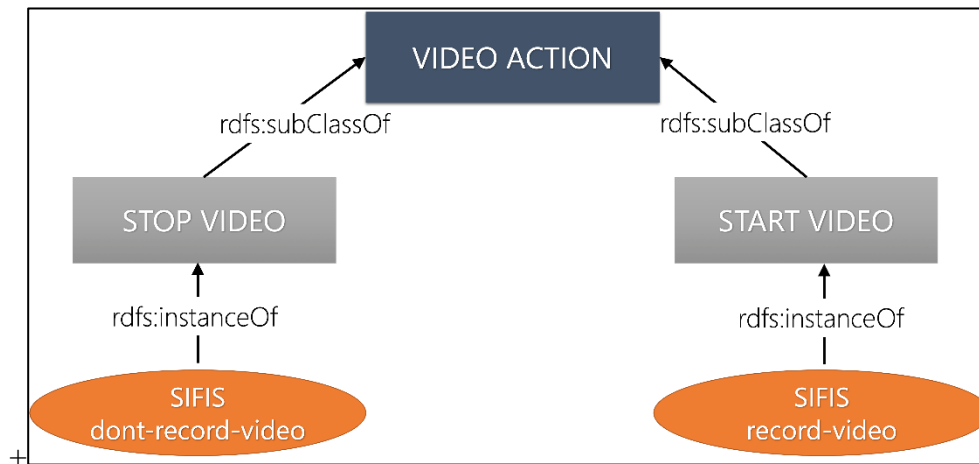 VIDEO ACTION
rdfs:subClassOf
rdfs:subClassOf
STOP VIDEO
START VIDEO
rdfs:instanceOf
rdfs:instanceOf
SIFIS
dont-record-video
SIFIS
record-video
+